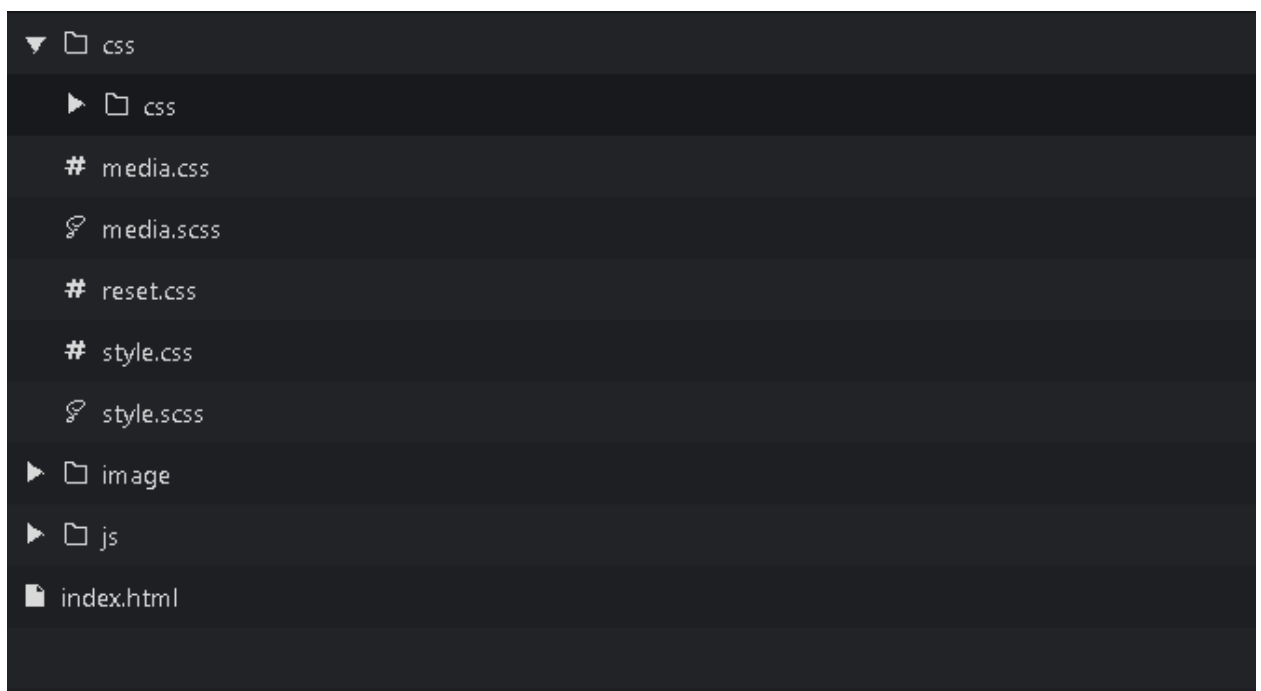 css
css
# media.css
media.scss
# reset.css
# style.css
style.scss
image
js
index.html